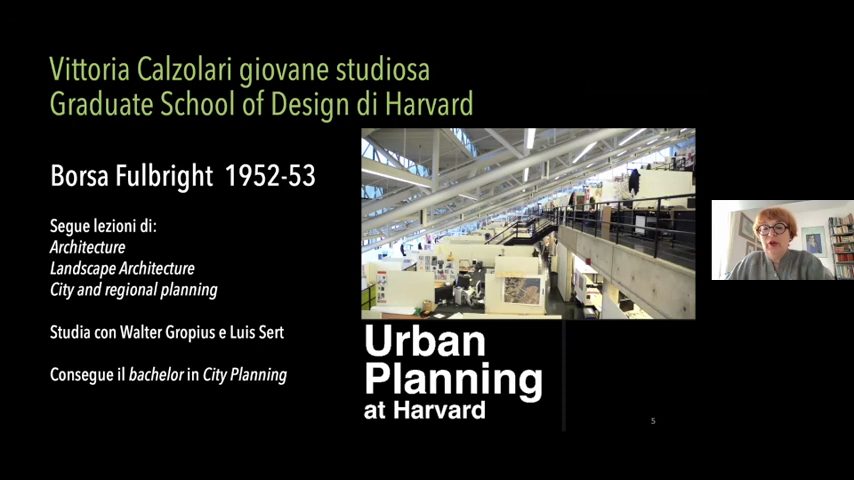 Vittoria Calzolari giovane studiosa
Graduate School of Design di Harvard
Borsa Fulbright 1952-53
Segue lezioni di:
Architecture
Landscape Architecture
City and regional planning
Studia con Walter Gropius e Luis Sert
Consegue il bachelor in City Planning
Urban
Planning
at Harvard
5